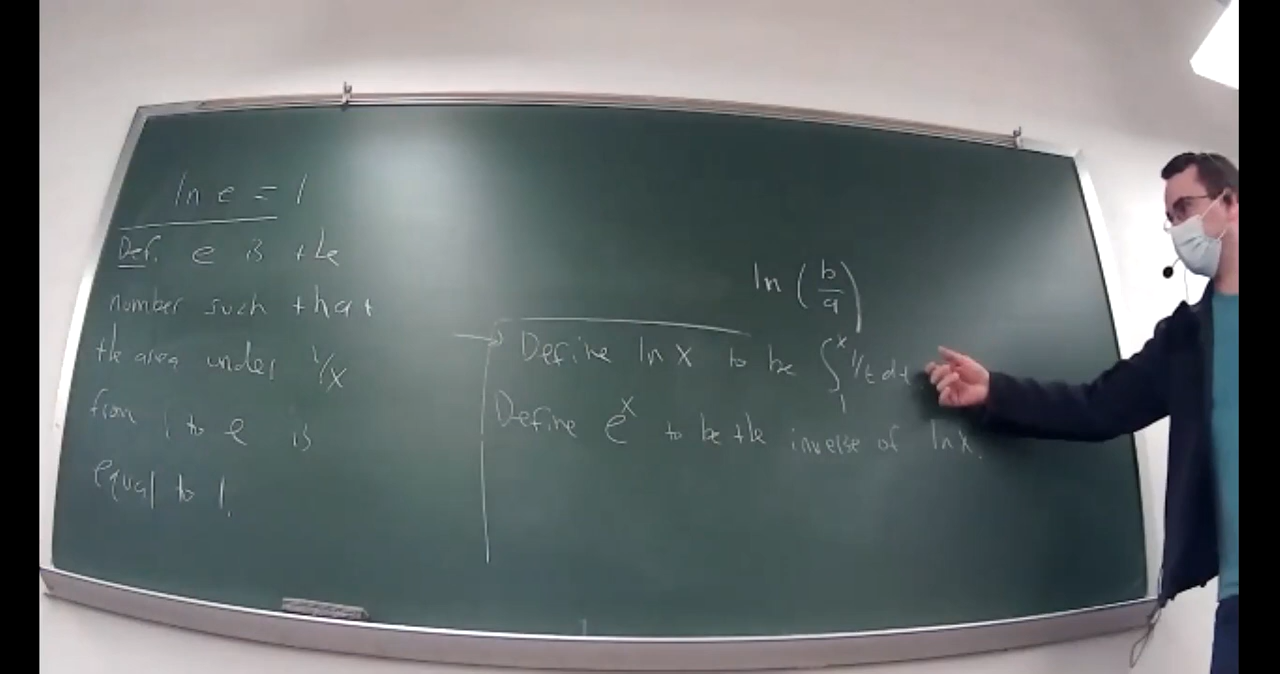 ln e = 1
Def. e is the
number such that
the area under 1/x
from 1 to e is
equal to 1.
ln (b/a)
Define ln x to be ∫₁ˣ 1/t dt.
Define eˣ to be the inverse of ln x.